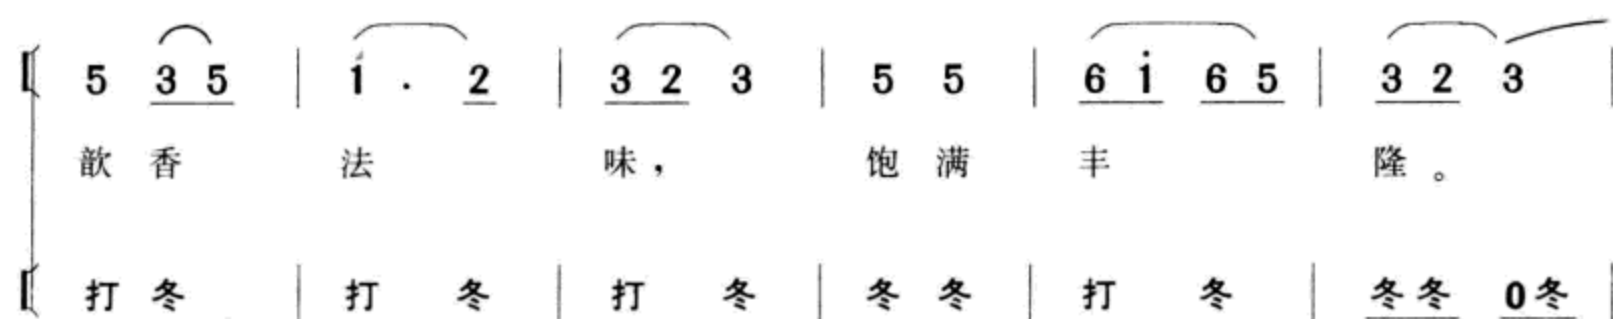 5 3 5 | 1 . 2 | 3 2 3 | 5 5 | 6 i 6 5 | 3 2 3 |
歆 香 法 味， 饱 满 丰 隆。
打 冬 | 打 冬 | 打 冬 | 冬 冬 | 打 冬 | 冬 冬 0 冬 |